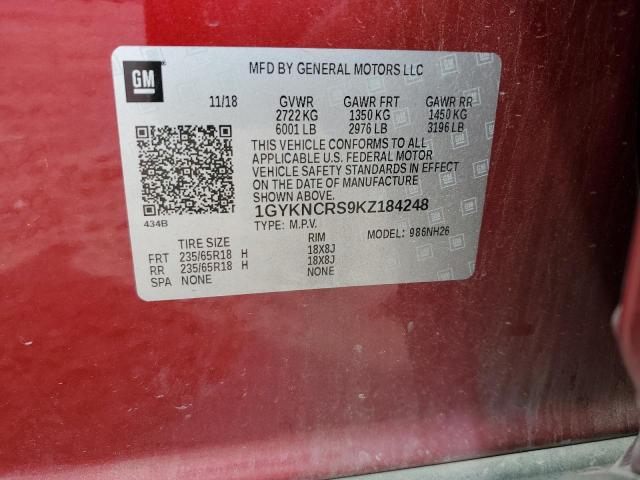 GM
MFD BY GENERAL MOTORS LLC
11/18 GVWR GAWR FRT GAWR RR
2722 KG 1350 KG 1450 KG
6001 LB 2976 LB 3196 LB
THIS VEHICLE CONFORMS TO ALL
APPLICABLE U.S. FEDERAL MOTOR
VEHICLE SAFETY STANDARDS IN EFFECT
ON THE DATE OF MANUFACTURE
SHOWN ABOVE.
434B
1GYKNCRS9KZ184248
TYPE: M.P.V. MODEL: 986NH26
TIRE SIZE RIM
FRT 235/65R18 H 18X8J
RR 235/65R18 H 18X8J
SPA NONE NONE